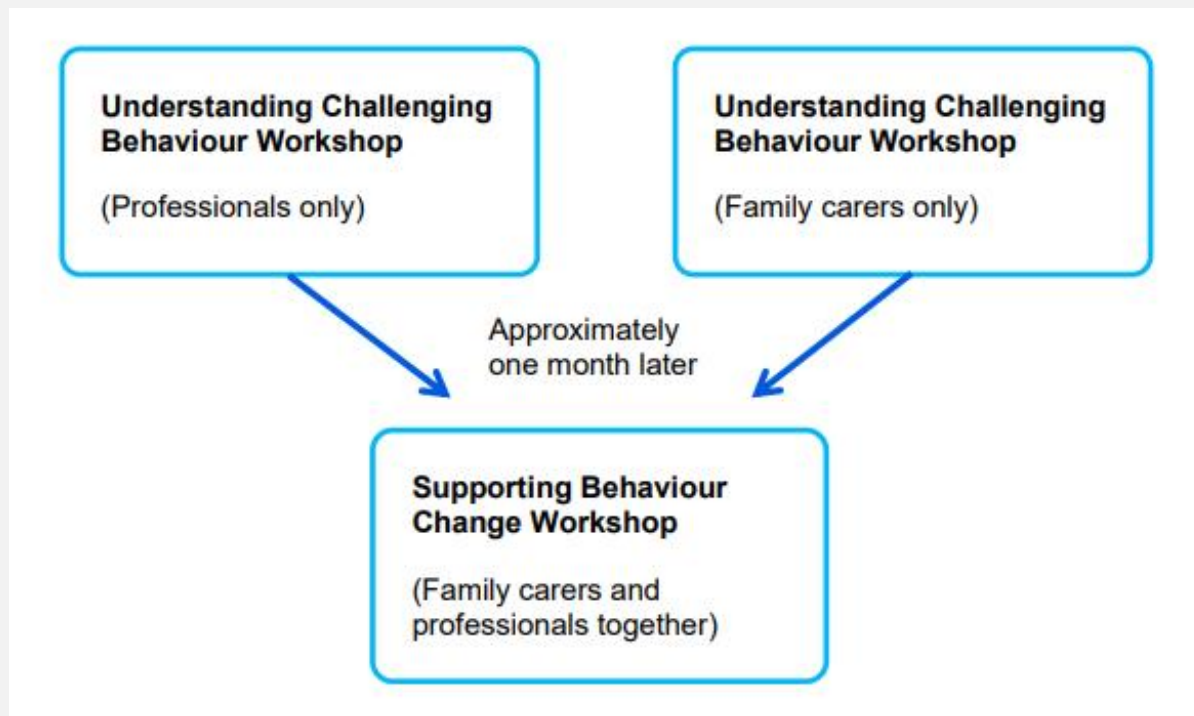 Understanding Challenging
Behaviour Workshop
(Professionals only)
Understanding Challenging
Behaviour Workshop
(Family carers only)
Approximately
one month later
Supporting Behaviour
Change Workshop
(Family carers and
professionals together)